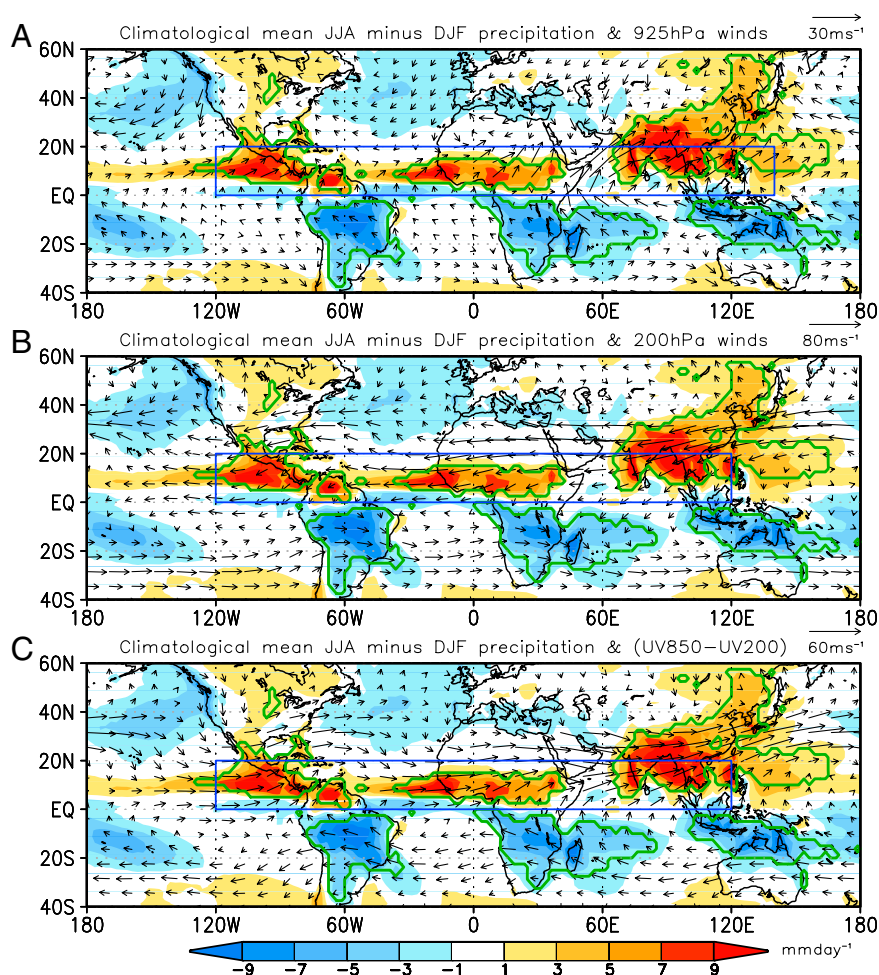 A
Climatological mean JJA minus DJF precipitation & 925hPa winds
30ms⁻¹
60N
40N
20N
EQ
20S
40S
180 120W 60W 0 60E 120E 180
B
Climatological mean JJA minus DJF precipitation & 200hPa winds
80ms⁻¹
60N
40N
20N
EQ
20S
40S
180 120W 60W 0 60E 120E 180
C
Climatological mean JJA minus DJF precipitation & (UV850−UV200)
60ms⁻¹
60N
40N
20N
EQ
20S
40S
180 120W 60W 0 60E 120E 180
−9 −7 −5 −3 −1 1 3 5 7 9
mmday⁻¹